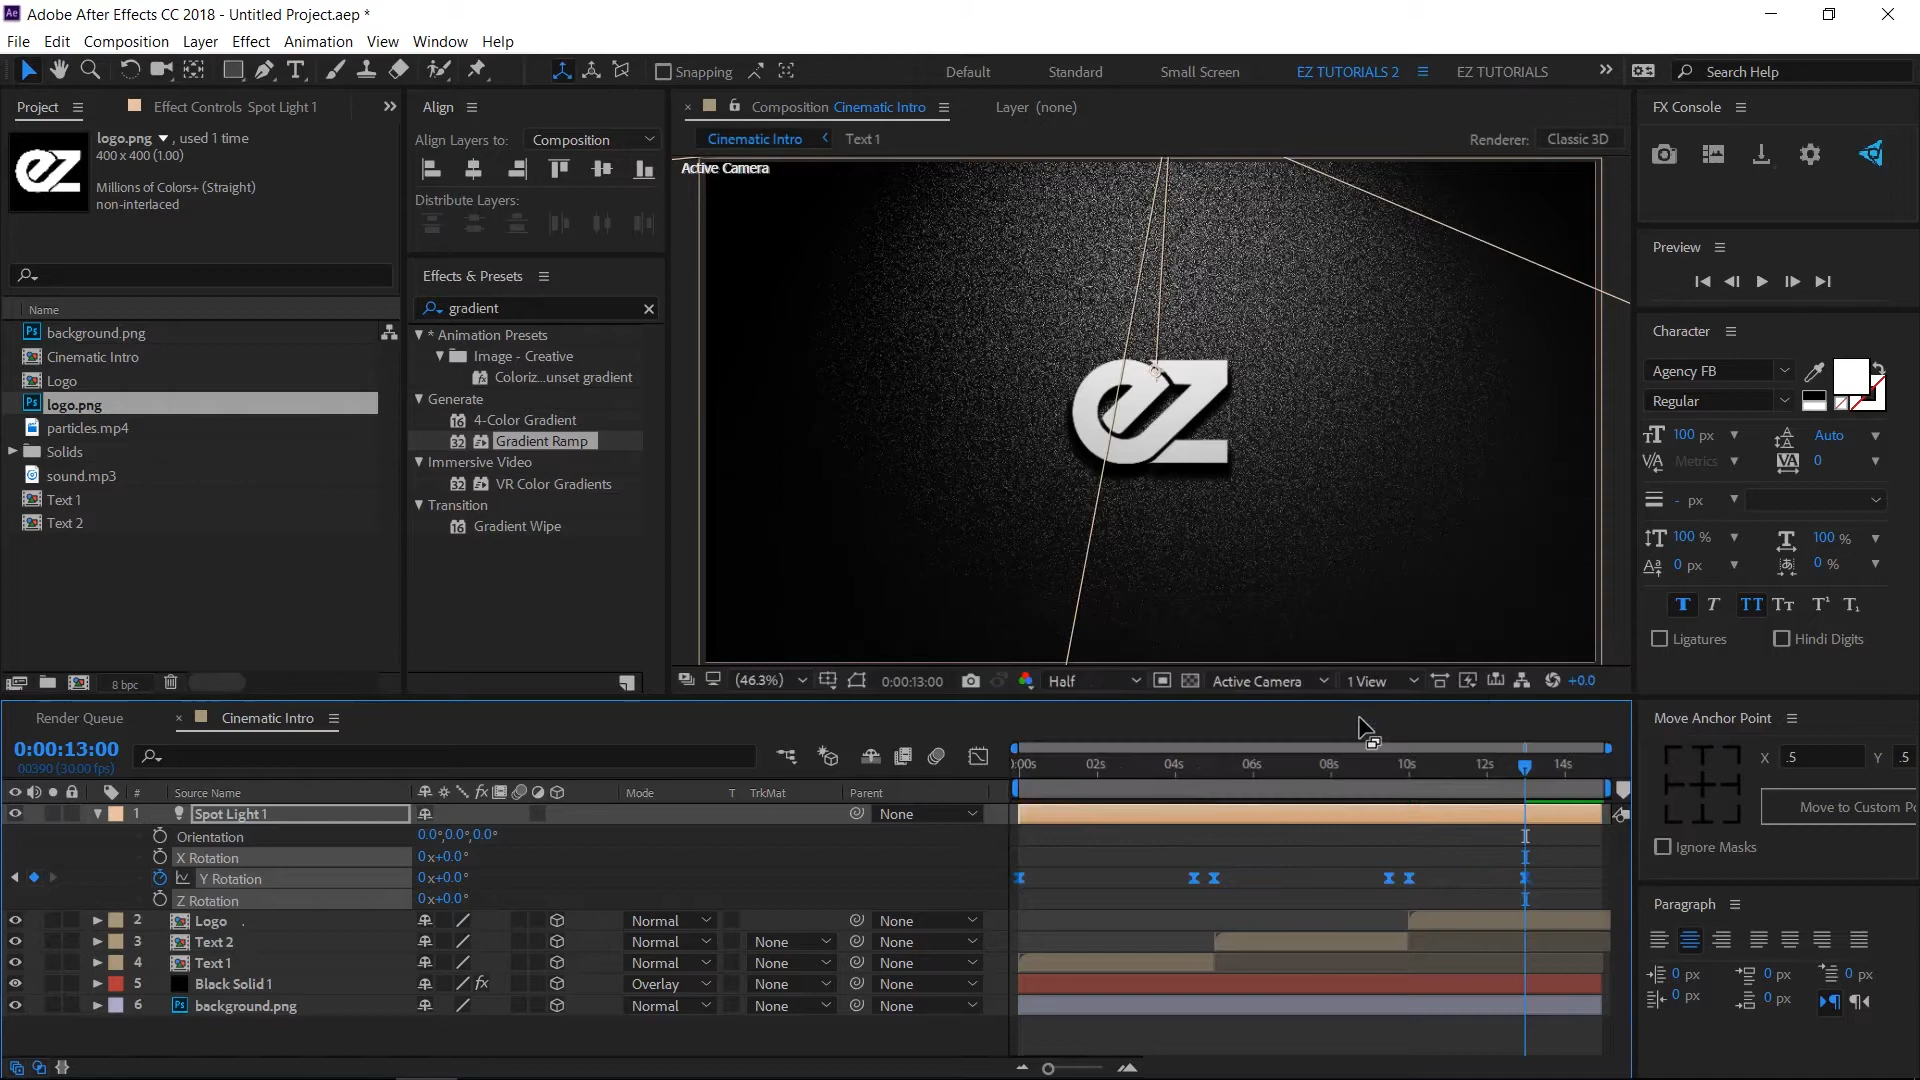 Adobe After Effects CC 2018 - Untitled Project.aep *
File Edit Composition Layer Effect Animation View Window Help
Snapping
Default Standard Small Screen EZ TUTORIALS 2 EZ TUTORIALS
Search Help
Project
Effect Controls Spot Light 1
logo.png , used 1 time
400 x 400 (1.00)
Millions of Colors+ (Straight)
non-interlaced
Name
background.png
Cinematic Intro
Logo
logo.png
particles.mp4
Solids
sound.mp3
Text 1
Text 2
8 bpc
Align
Align Layers to: Composition
Distribute Layers:
Effects & Presets
gradient
* Animation Presets
Image - Creative
Coloriz...unset gradient
Generate
4-Color Gradient
Gradient Ramp
Immersive Video
VR Color Gradients
Transition
Gradient Wipe
Composition Cinematic Intro
Layer (none)
Cinematic Intro Text 1
Renderer: Classic 3D
Active Camera
ez
(46.3%) 0:00:13:00 Half Active Camera 1 View +0.0
FX Console
Preview
Character
Agency FB
Regular
100 px Auto
Metrics 0
- px
100 % 100 %
0 px 0 %
T T TT Tт T¹ T₁
Ligatures Hindi Digits
Render Queue Cinematic Intro
0:00:13:00
00390 (30.00 fps)
:00s 02s 04s 06s 08s 10s 12s 14s
# Source Name Mode T TrkMat Parent
1 Spot Light 1 None
Orientation 0.0°,0.0°,0.0°
X Rotation 0x+0.0°
Y Rotation 0x+0.0°
Z Rotation 0x+0.0°
2 Logo Normal None
3 Text 2 Normal None None
4 Text 1 Normal None None
5 Black Solid 1 Overlay None None
6 background.png Normal None None
Move Anchor Point
X .5 Y .5
Move to Custom Po
Ignore Masks
Paragraph
0 px 0 px 0 px
0 px 0 px